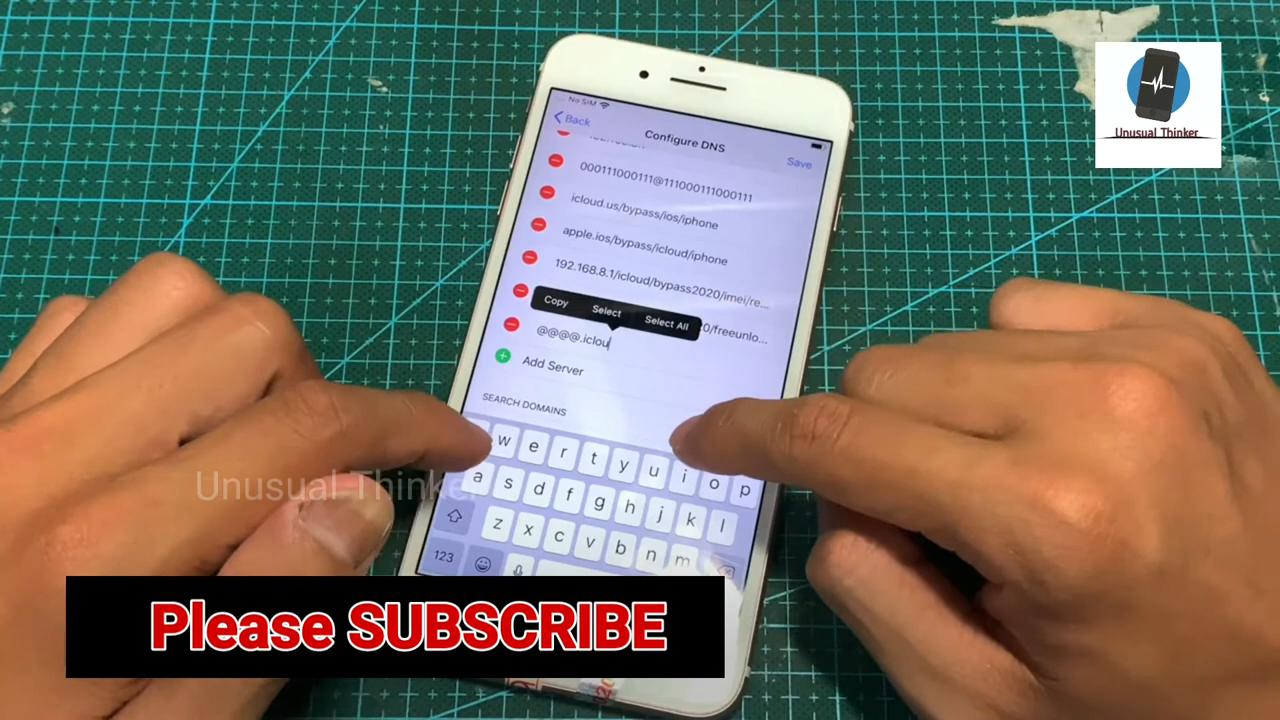 No SIM
Back
Configure DNS
Save
000111000111@111000111000111
icloud.us/bypass/ios/iphone
apple.ios/bypass/icloud/iphone
192.168.8.1/icloud/bypass2020/imei/re...
Copy Select Select All
0/freeunlo...
@@@@.iclou
Add Server
SEARCH DOMAINS
w e r t y u i o p
a s d f g h j k l
z x c v b n m
123
Unusual Thinker
Unusual Thinker
Please SUBSCRIBE